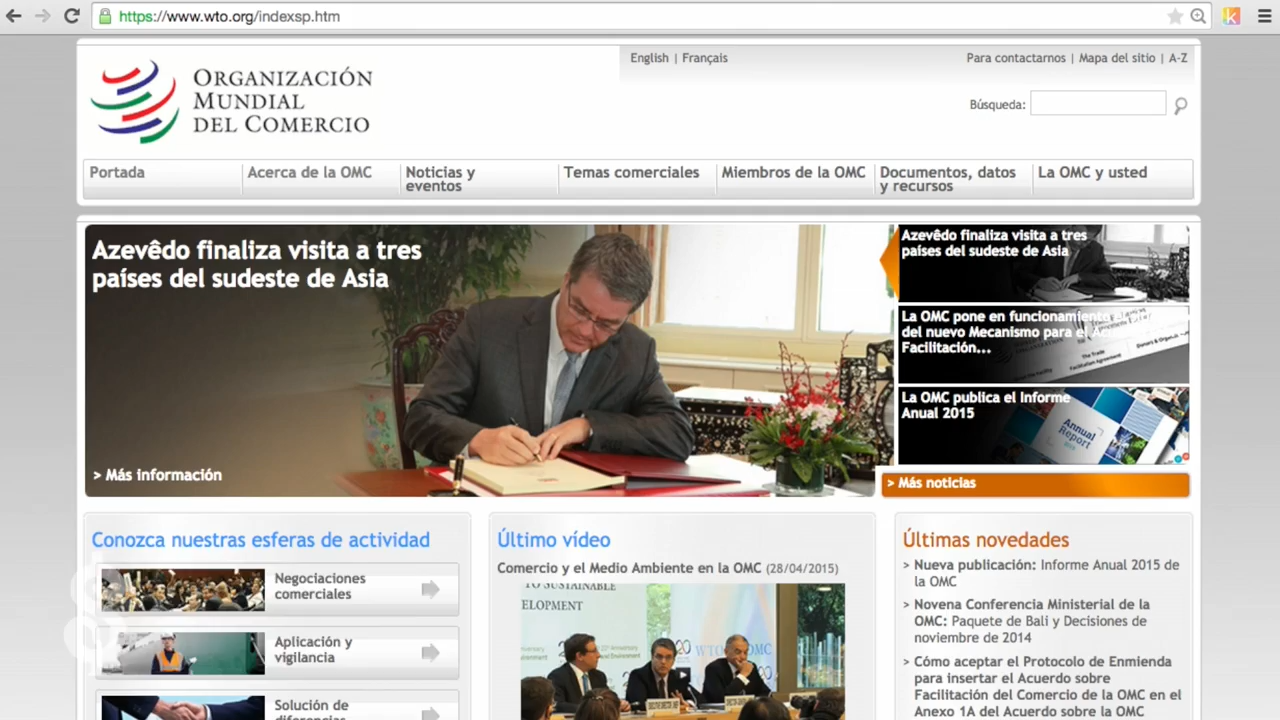 https://www.wto.org/indexsp.htm
English | Français
Para contactarnos | Mapa del sitio | A-Z
ORGANIZACIÓN
MUNDIAL
DEL COMERCIO
Búsqueda:
Portada
Acerca de la OMC
Noticias y
eventos
Temas comerciales
Miembros de la OMC
Documentos, datos
y recursos
La OMC y usted
Azevêdo finaliza visita a tres
países del sudeste de Asia
> Más información
Azevêdo finaliza visita a tres
países del sudeste de Asia
La OMC pone en funcionamiento el
del nuevo Mecanismo para el
Facilitación...
The Trade
Facilitation Agreement
La OMC publica el Informe
Anual 2015
Annual
Report
> Más noticias
Conozca nuestras esferas de actividad
Negociaciones
comerciales
Aplicación y
vigilancia
Solución de
diferencias
Último vídeo
Comercio y el Medio Ambiente en la OMC (28/04/2015)
TO SUSTAINABLE
ELOPMENT
WTO OMC
Últimas novedades
> Nueva publicación: Informe Anual 2015 de
la OMC
> Novena Conferencia Ministerial de la
OMC: Paquete de Bali y Decisiones de
noviembre de 2014
> Cómo aceptar el Protocolo de Enmienda
para insertar el Acuerdo sobre
Facilitación del Comercio de la OMC en el
Anexo 1A del Acuerdo sobre la OMC